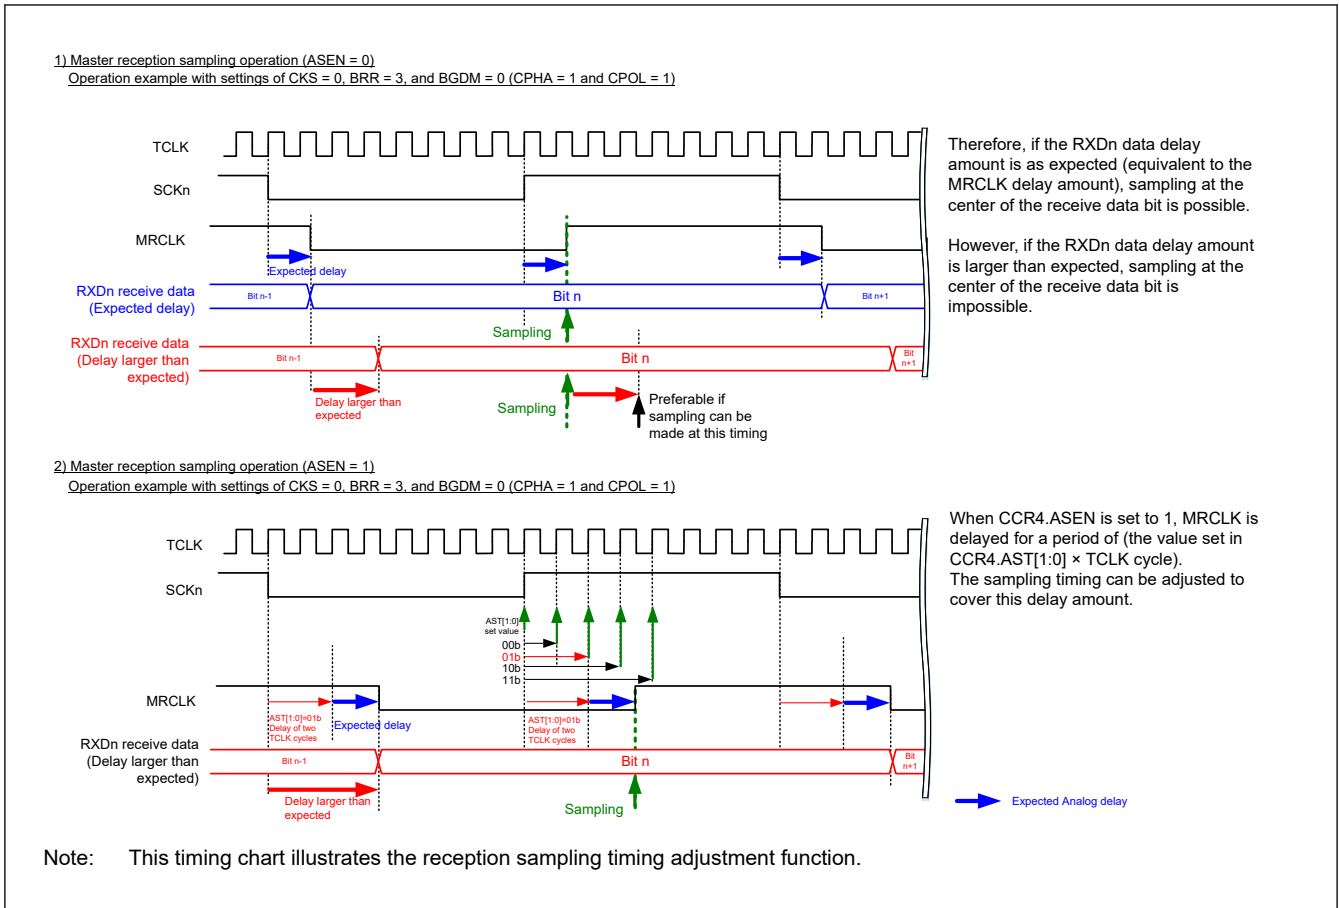 1) Master reception sampling operation (ASEN = 0)
Operation example with settings of CKS = 0, BRR = 3, and BGDM = 0 (CPHA = 1 and CPOL = 1)
TCLK
SCKn
MRCLK
Expected delay
RXDn receive data
(Expected delay)
Bit n-1
Bit n
Bit n+1
Sampling
RXDn receive data
(Delay larger than
expected)
Bit n-1
Bit n
Bit
n+1
Delay larger than
expected
Sampling
Preferable if
sampling can be
made at this timing
Therefore, if the RXDn data delay
amount is as expected (equivalent to the
MRCLK delay amount), sampling at the
center of the receive data bit is possible.
However, if the RXDn data delay amount
is larger than expected, sampling at the
center of the receive data bit is
impossible.
2) Master reception sampling operation (ASEN = 1)
Operation example with settings of CKS = 0, BRR = 3, and BGDM = 0 (CPHA = 1 and CPOL = 1)
TCLK
SCKn
AST[1:0]
set value
00b
01b
10b
11b
MRCLK
AST[1:0]=01b
Delay of two
TCLK cycles
Expected delay
AST[1:0]=01b
Delay of two
TCLK cycles
RXDn receive data
(Delay larger than
expected)
Bit n-1
Bit n
Bit
n+1
Delay larger than
expected
Sampling
When CCR4.ASEN is set to 1, MRCLK is
delayed for a period of (the value set in
CCR4.AST[1:0] × TCLK cycle).
The sampling timing can be adjusted to
cover this delay amount.
Expected Analog delay
Note: This timing chart illustrates the reception sampling timing adjustment function.